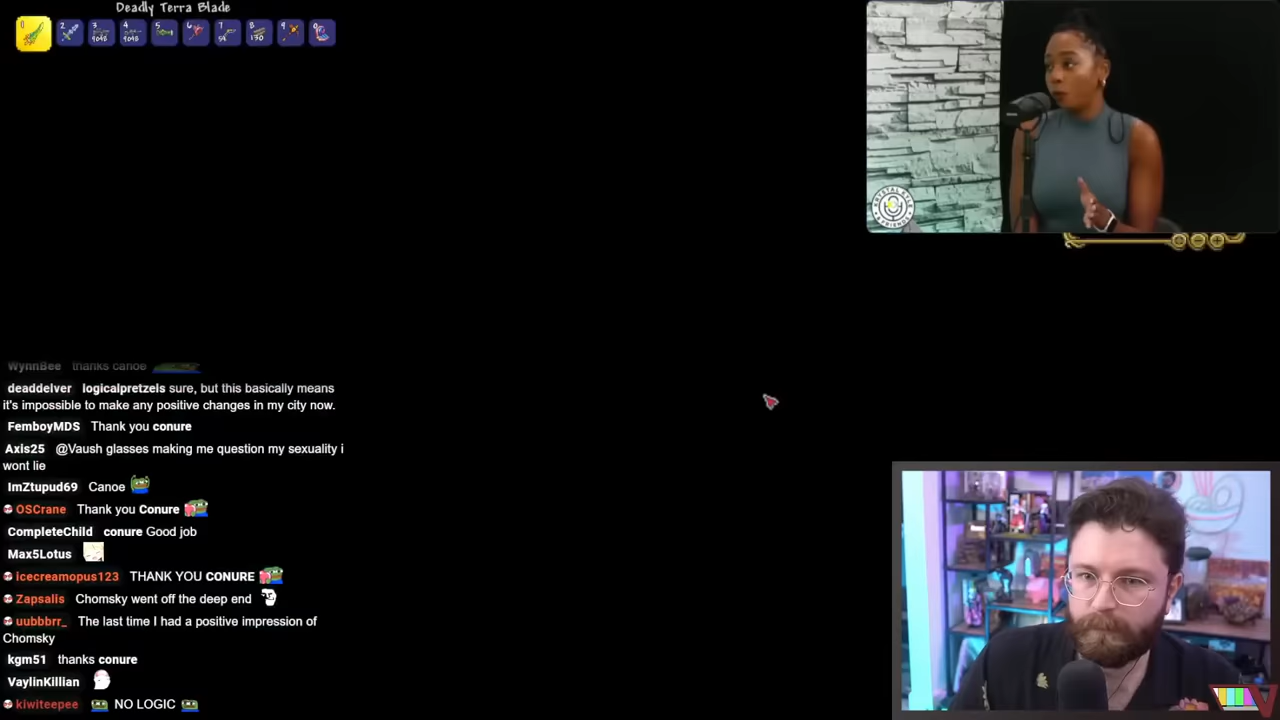 Deadly Terra Blade
WynnBee thanks canoe
deaddelver logicalpretzels sure, but this basically means
it's impossible to make any positive changes in my city now.
FemboyMDS Thank you conure
Axis25 @Vaush glasses making me question my sexuality i
wont lie
ImZtupud69 Canoe
OSCrane Thank you Conure
CompleteChild conure Good job
Max5Lotus
icecreamopus123 THANK YOU CONURE
Zapsalis Chomsky went off the deep end
uubbbrr_ The last time I had a positive impression of
Chomsky
kgm51 thanks conure
VaylinKillian
kiwiteepee NO LOGIC